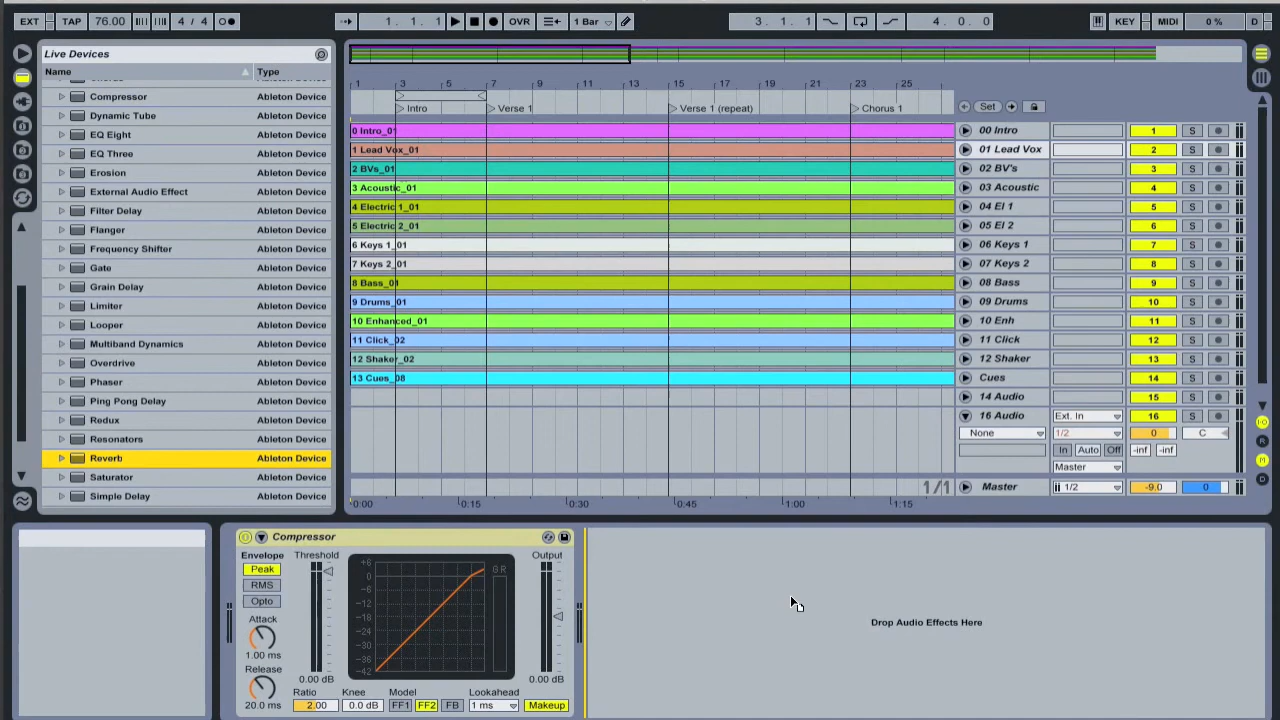 EXT TAP 76.00 4 / 4 1. 1. 1 OVR 1 Bar 3. 1. 1 4. 0. 0 KEY MIDI 0 % D
Live Devices
Name Type
Compressor Ableton Device
Dynamic Tube Ableton Device
EQ Eight Ableton Device
EQ Three Ableton Device
Erosion Ableton Device
External Audio Effect Ableton Device
Filter Delay Ableton Device
Flanger Ableton Device
Frequency Shifter Ableton Device
Gate Ableton Device
Grain Delay Ableton Device
Limiter Ableton Device
Looper Ableton Device
Multiband Dynamics Ableton Device
Overdrive Ableton Device
Phaser Ableton Device
Ping Pong Delay Ableton Device
Redux Ableton Device
Resonators Ableton Device
Reverb Ableton Device
Saturator Ableton Device
Simple Delay Ableton Device
1 3 5 7 9 11 13 15 17 19 21 23 25
Intro Verse 1 Verse 1 (repeat) Chorus 1 Set
0 Intro_01 00 Intro 1 S
1 Lead Vox_01 01 Lead Vox 2 S
2 BVs_01 02 BV's 3 S
3 Acoustic_01 03 Acoustic 4 S
4 Electric 1_01 04 El 1 5 S
5 Electric 2_01 05 El 2 6 S
6 Keys 1_01 06 Keys 1 7 S
7 Keys 2_01 07 Keys 2 8 S
8 Bass_01 08 Bass 9 S
9 Drums_01 09 Drums 10 S
10 Enhanced_01 10 Enh 11 S
11 Click_02 11 Click 12 S
12 Shaker_02 12 Shaker 13 S
13 Cues_08 Cues 14 S
14 Audio 15 S
16 Audio Ext. In 16 S
None 1/2 0 C
In Auto Off -inf -inf
Master
1/1 Master 1/2 -9.0 0
0:00 0:15 0:30 0:45 1:00 1:15
I/O
R
M
D
Compressor
Envelope Threshold Output
Peak
RMS
Opto
Attack
1.00 ms
Release
20.0 ms
+6
0
-6
-12
-18
-24
-30
-36
-42
GR
0.00 dB 0.00 dB
Ratio Knee Model Lookahead
2.00 0.0 dB FF1 FF2 FB 1 ms Makeup
Drop Audio Effects Here